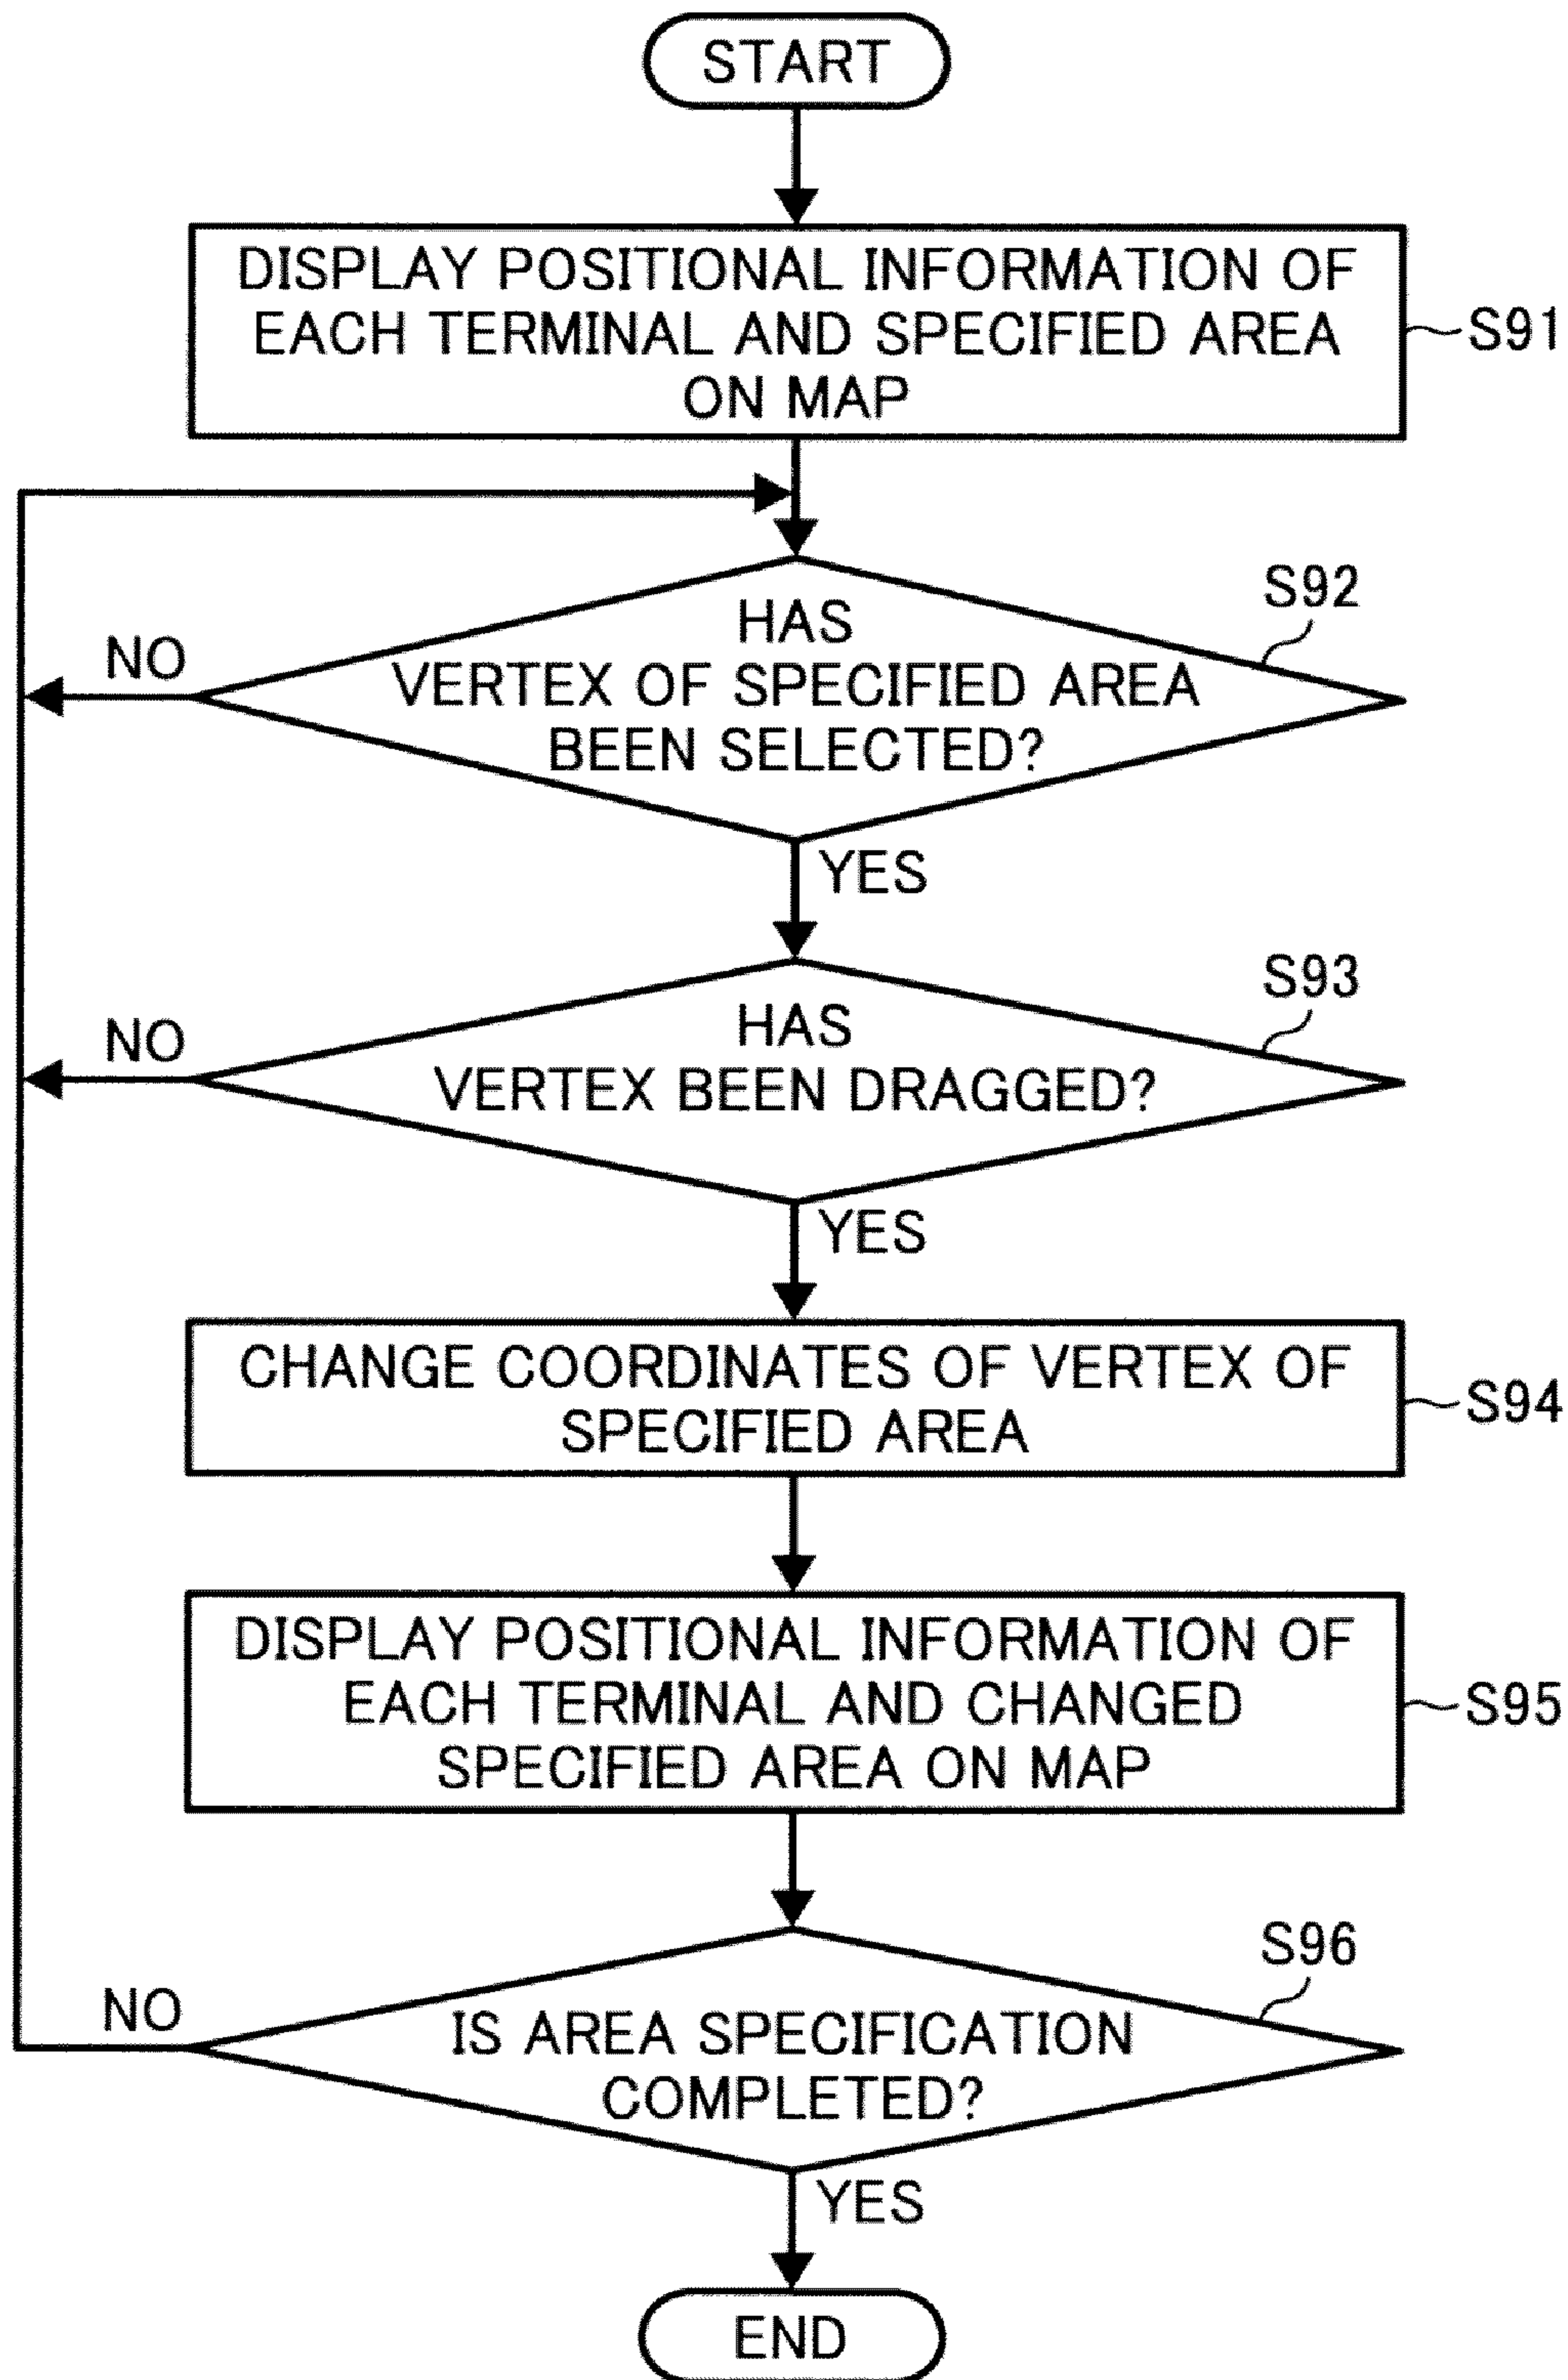 START
DISPLAY POSITIONAL INFORMATION OF
EACH TERMINAL AND SPECIFIED AREA
ON MAP
S91
S92
HAS
VERTEX OF SPECIFIED AREA
BEEN SELECTED?
NO
YES
S93
HAS
VERTEX BEEN DRAGGED?
NO
YES
CHANGE COORDINATES OF VERTEX OF
SPECIFIED AREA
S94
DISPLAY POSITIONAL INFORMATION OF
EACH TERMINAL AND CHANGED
SPECIFIED AREA ON MAP
S95
S96
IS AREA SPECIFICATION
COMPLETED?
NO
YES
END